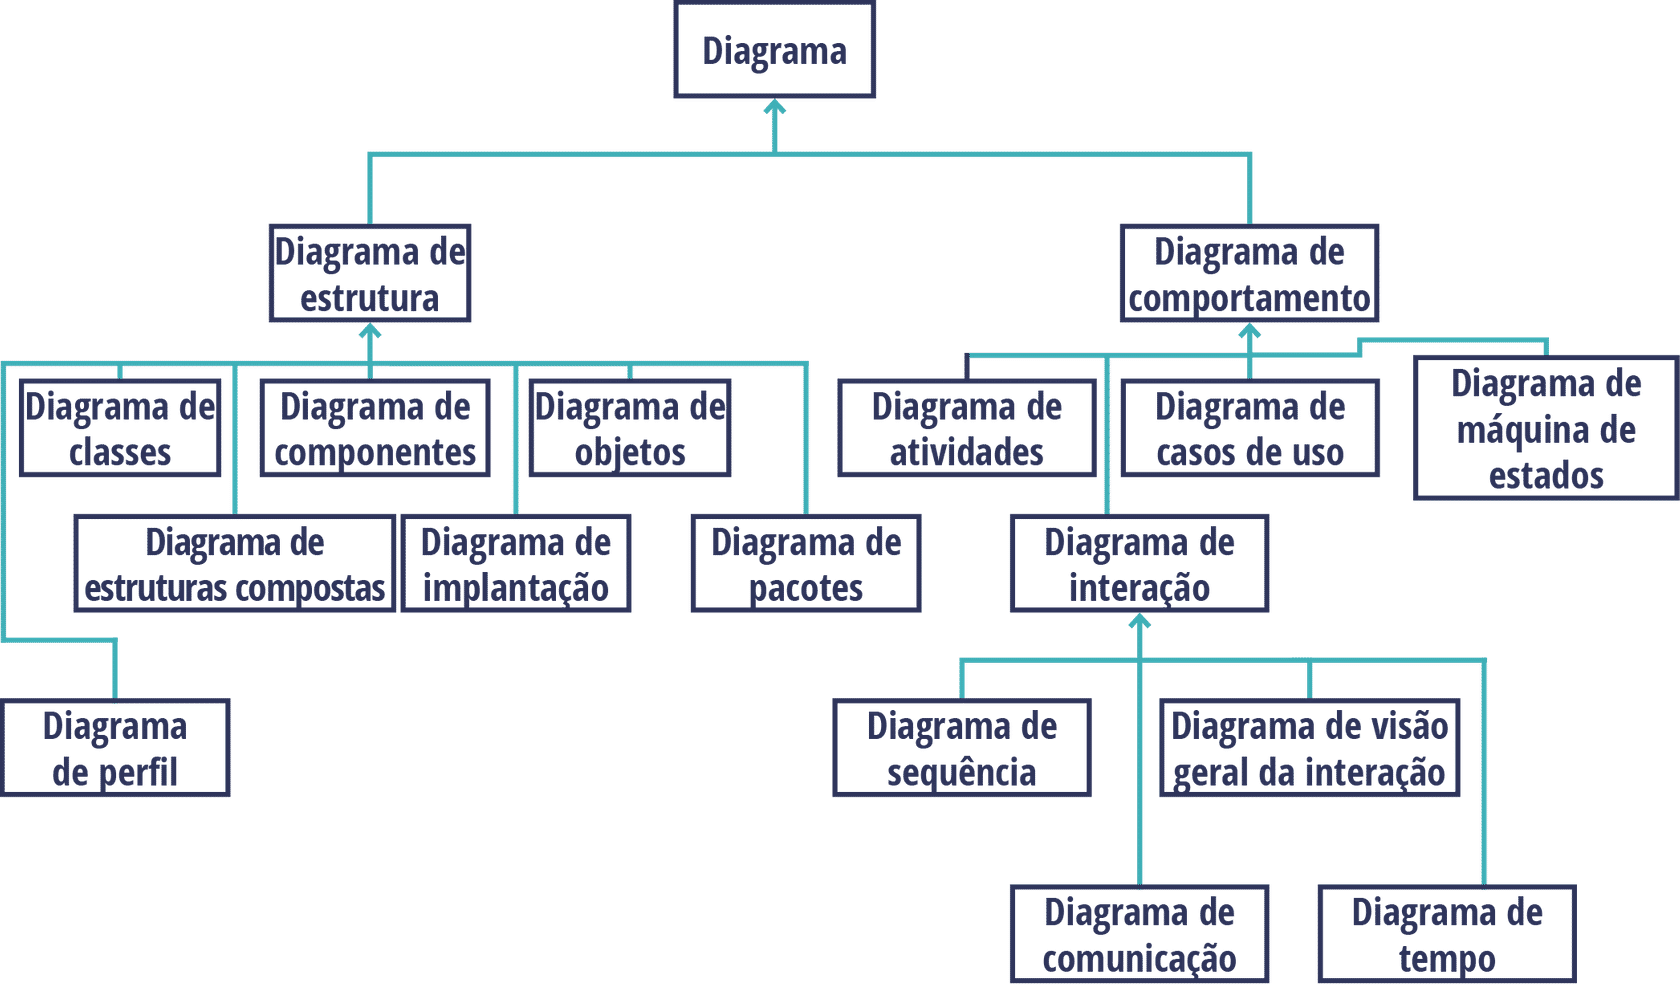 Diagrama
Diagrama de
estrutura
Diagrama de
comportamento
Diagrama de
classes
Diagrama de
componentes
Diagrama de
objetos
Diagrama de
atividades
Diagrama de
casos de uso
Diagrama de
máquina de
estados
Diagrama de
estruturas compostas
Diagrama de
implantação
Diagrama de
pacotes
Diagrama de
interação
Diagrama
de perfil
Diagrama de
sequência
Diagrama de visão
geral da interação
Diagrama de
comunicação
Diagrama de
tempo